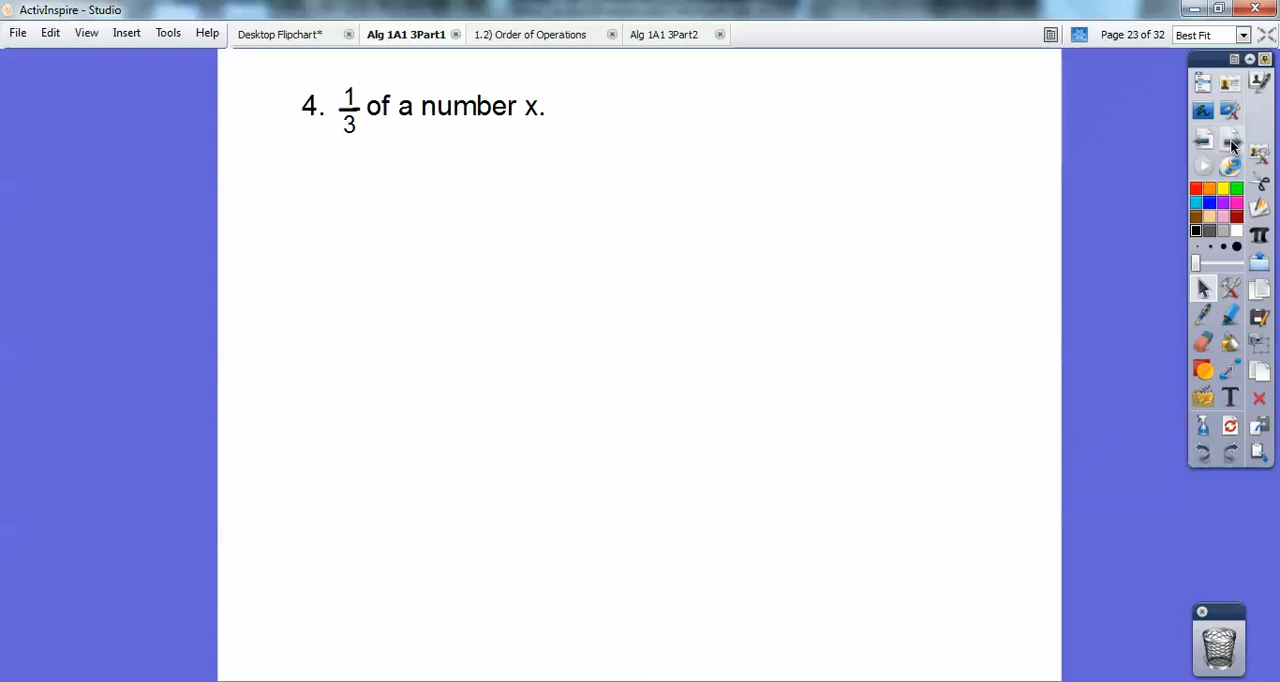 ActivInspire - Studio
File Edit View Insert Tools Help Desktop Flipchart* Alg 1A1 3Part1 1.2) Order of Operations Alg 1A1 3Part2 Page 23 of 32 Best Fit
4. 1/3 of a number x.